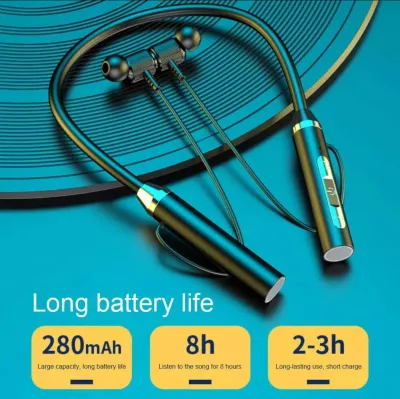 Long battery life
280mAh
Large capacity, long battery life
8h
Listen to the song for 8 hours
2-3h
Long-lasting use, short charge